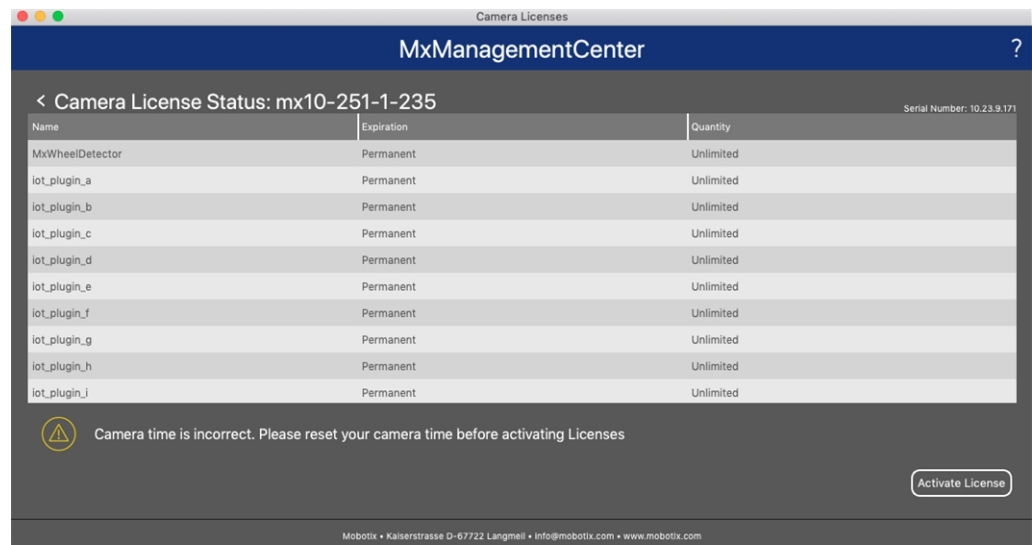 Camera Licenses
MxManagementCenter ?
< Camera License Status: mx10-251-1-235
Serial Number: 10.23.9.171
Name Expiration Quantity
MxWheelDetector Permanent Unlimited
iot_plugin_a Permanent Unlimited
iot_plugin_b Permanent Unlimited
iot_plugin_c Permanent Unlimited
iot_plugin_d Permanent Unlimited
iot_plugin_e Permanent Unlimited
iot_plugin_f Permanent Unlimited
iot_plugin_g Permanent Unlimited
iot_plugin_h Permanent Unlimited
iot_plugin_i Permanent Unlimited
Camera time is incorrect. Please reset your camera time before activating Licenses
Activate License
Mobotix • Kaiserstrasse D-67722 Langmeil • info@mobotix.com • www.mobotix.com